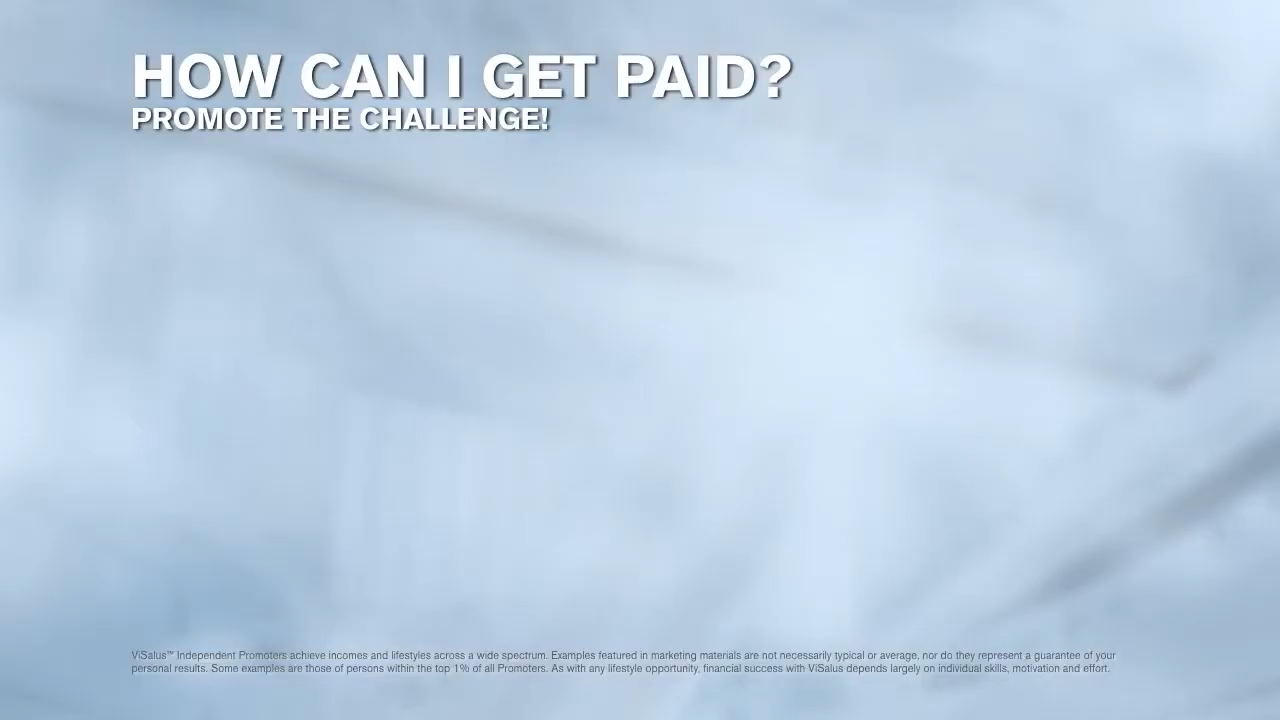 HOW CAN I GET PAID?
PROMOTE THE CHALLENGE!
ViSalus™ Independent Promoters achieve incomes and lifestyles across a wide spectrum. Examples featured in marketing materials are not necessarily typical or average, nor do they represent a guarantee of your
personal results. Some examples are those of persons within the top 1% of all Promoters. As with any lifestyle opportunity, financial success with ViSalus depends largely on individual skills, motivation and effort.